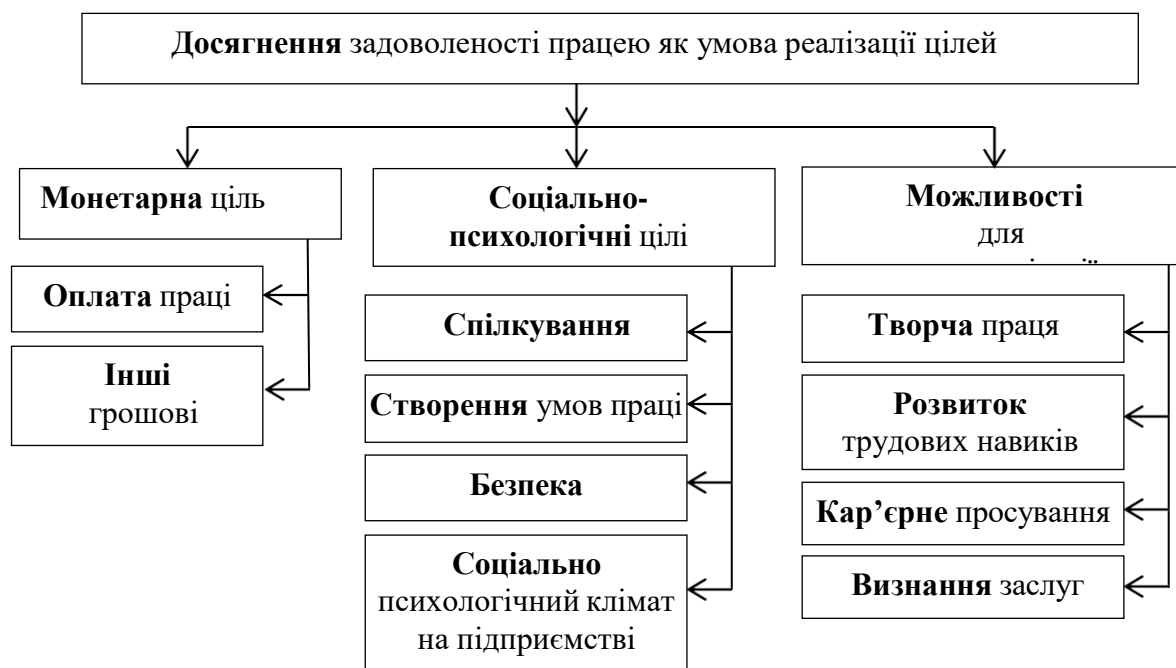 Досягнення задоволеності працею як умова реалізації цілей
Монетарна ціль
Оплата праці
Інші
грошові
Соціально-
психологічні цілі
Спілкування
Створення умов праці
Безпека
Соціально
психологічний клімат
на підприємстві
Можливості
для
Творча праця
Розвиток
трудових навиків
Кар’єрне просування
Визнання заслуг